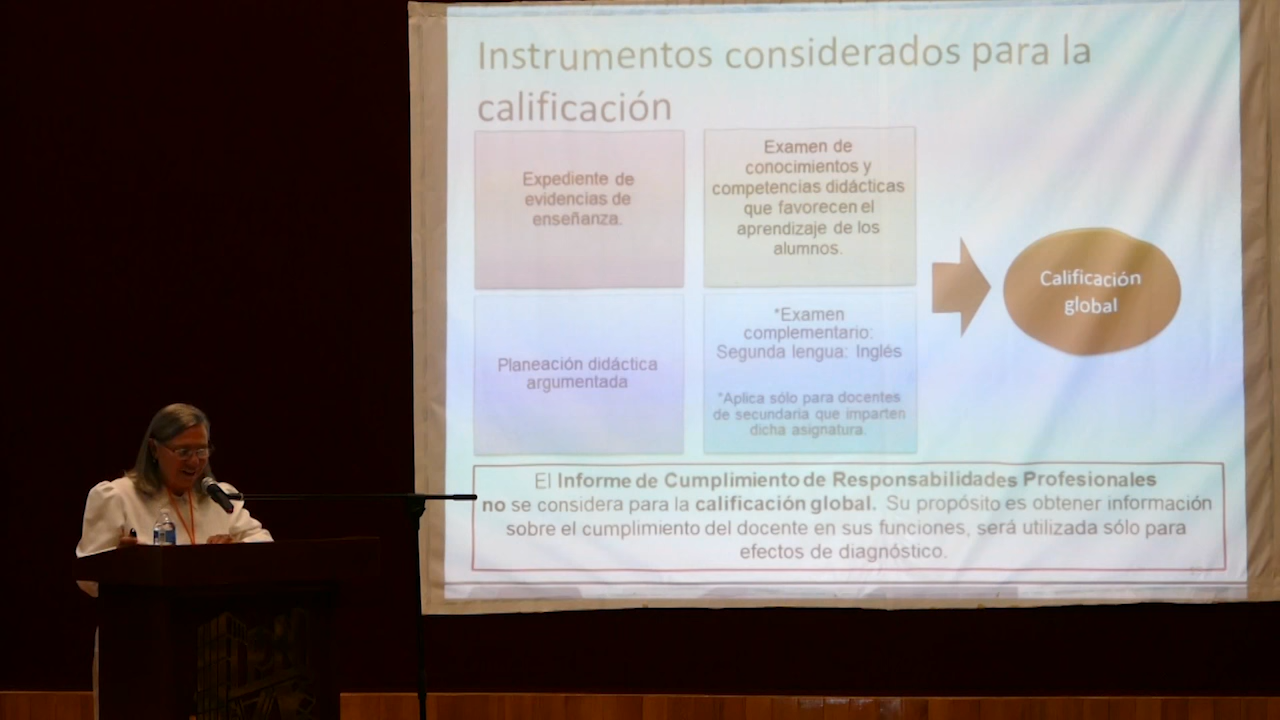 Instrumentos considerados para la
calificación
Expediente de
evidencias de
enseñanza.
Examen de
conocimientos y
competencias didácticas
que favorecen el
aprendizaje de los
alumnos.
Planeación didáctica
argumentada
*Examen
complementario:
Segunda lengua: Inglés
*Aplica sólo para docentes
de secundaria que imparten
dicha asignatura.
Calificación
global
El Informe de Cumplimiento de Responsabilidades Profesionales
no se considera para la calificación global. Su propósito es obtener información
sobre el cumplimiento del docente en sus funciones, será utilizada sólo para
efectos de diagnóstico.